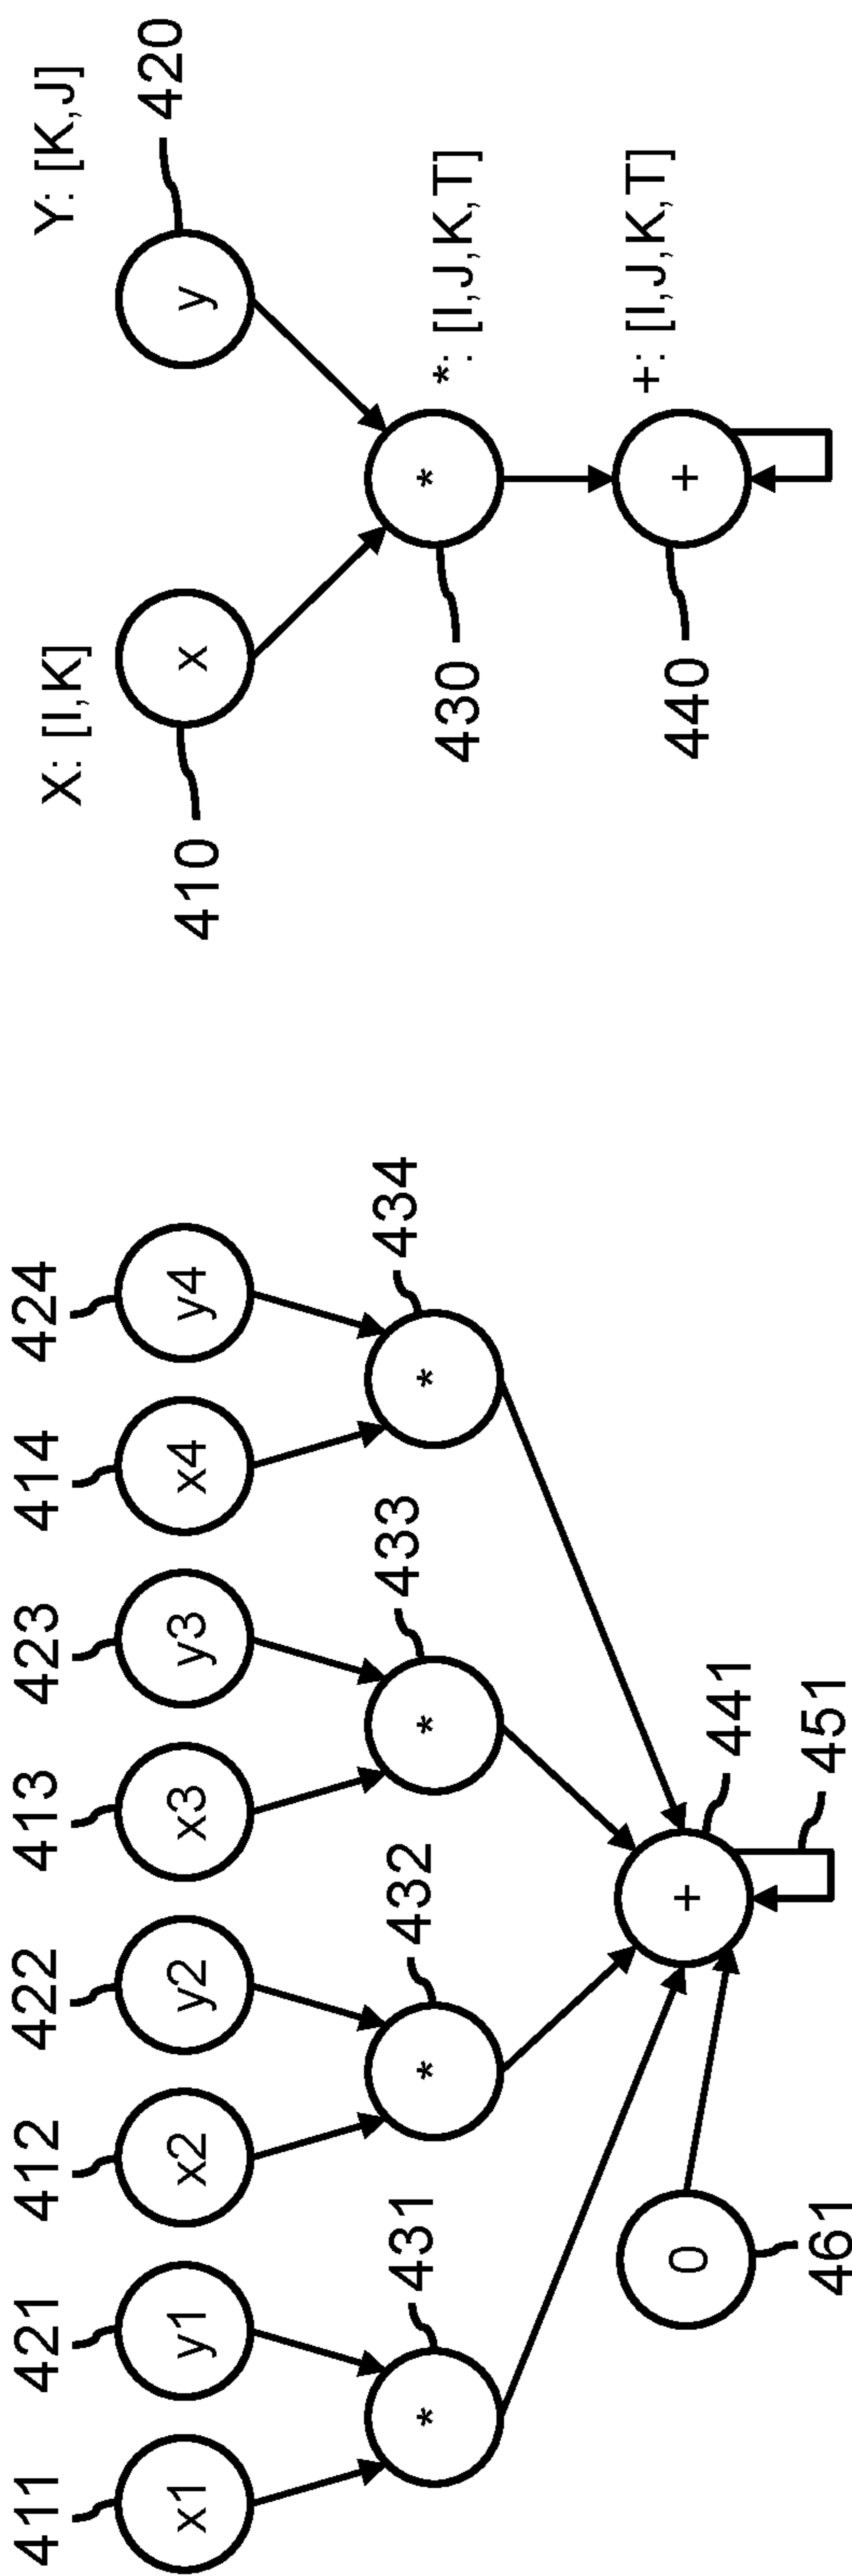 411
421
412
422
413
423
414
424
x1
y1
x2
y2
x3
y3
x4
y4
431
*
432
*
433
*
434
*
0
461
+
441
451
X: [I,K]
Y: [K,J]
410
x
y
420
430
*
*: [I,J,K,T]
440
+
+: [I,J,K,T]